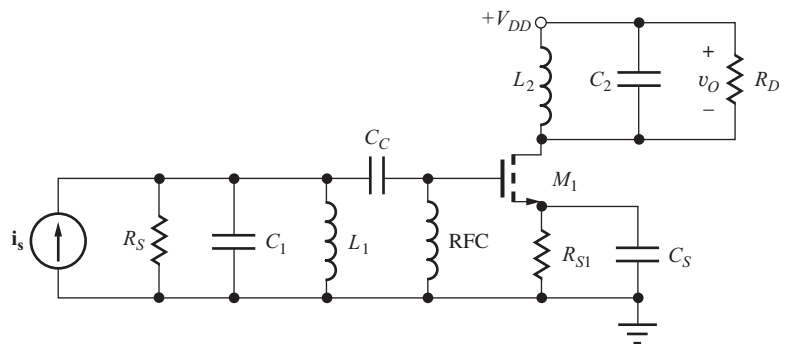 +V_DD
L_2
C_2
+
v_O
−
R_D
C_C
M_1
i_s
R_S
C_1
L_1
RFC
R_S1
C_S